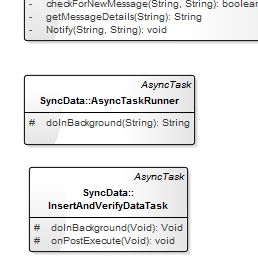 - checkForNewMessage(String, String): boolean
- getMessageDetails(String): String
- Notify(String, String): void
AsyncTask
SyncData::AsyncTaskRunner
# doInBackground(String): String
AsyncTask
SyncData::
InsertAndVerifyDataTask
# doInBackground(Void): Void
# onPostExecute(Void): void